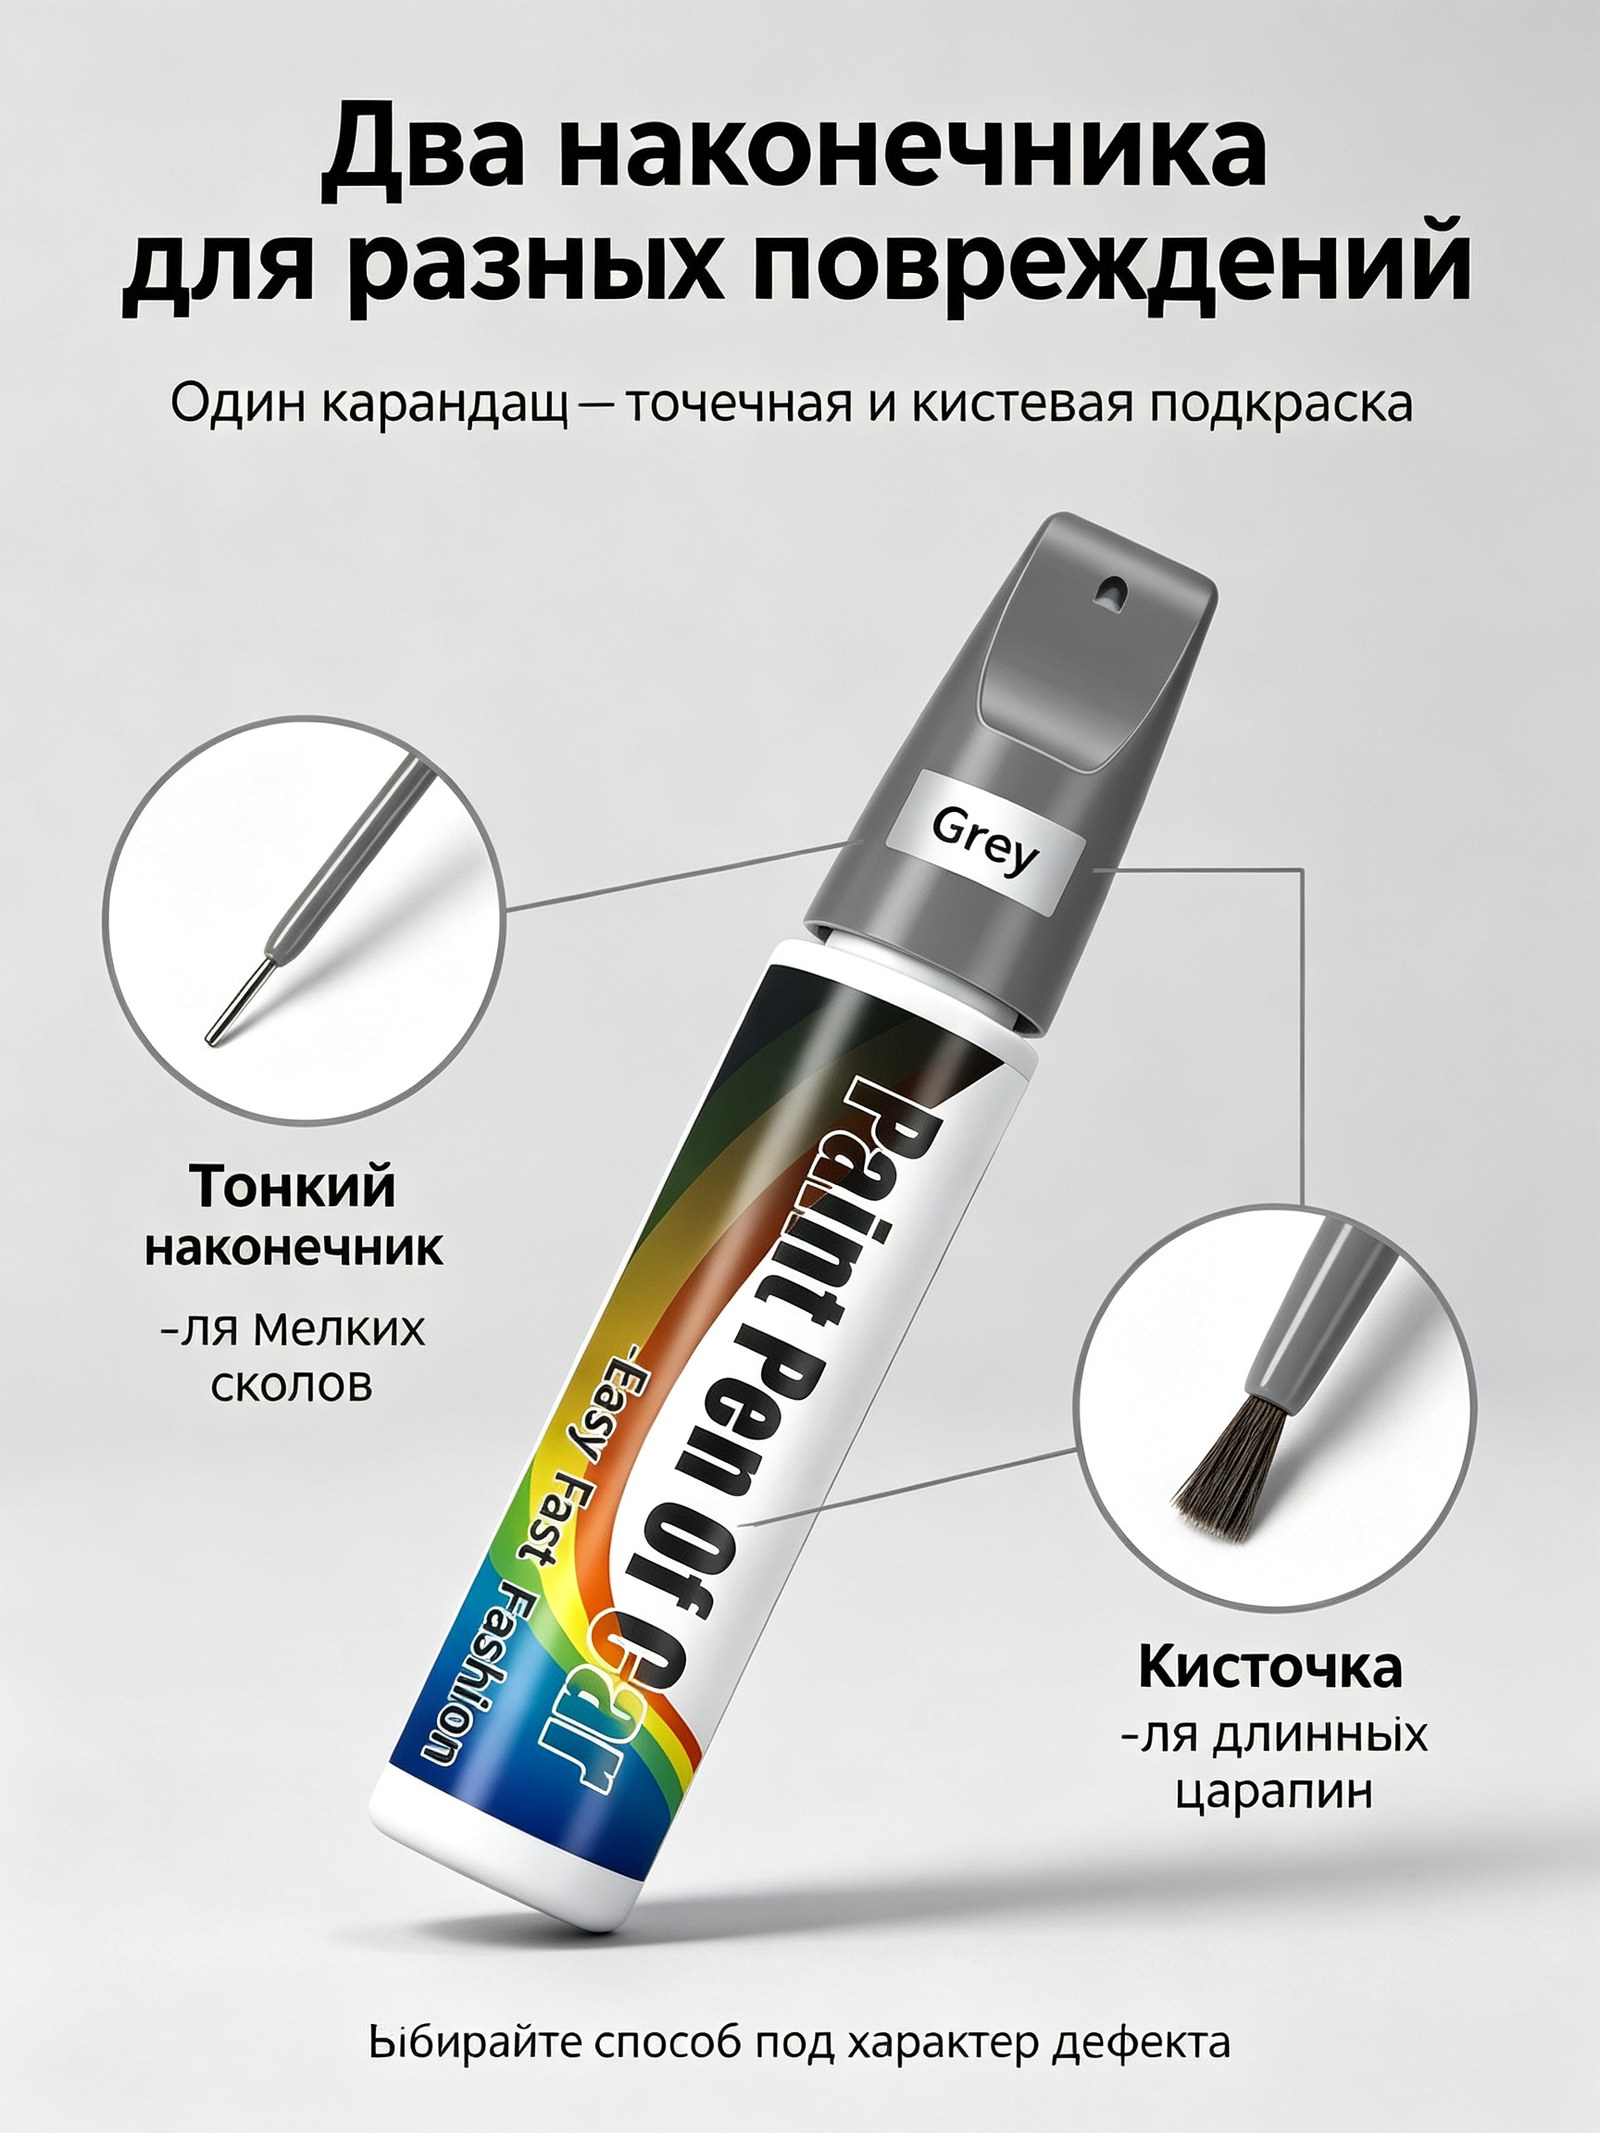 Два наконечника
для разных повреждений
Один карандащ — точечная и кистевая подкраска
Grey
Тонкий
наконечник
-ля мелких
сколов
Paint Pen Of Car
-Easy Fast Fashion
Кисточка
-ля длинных
царапин
Ыбирайте способ под характер дефекта